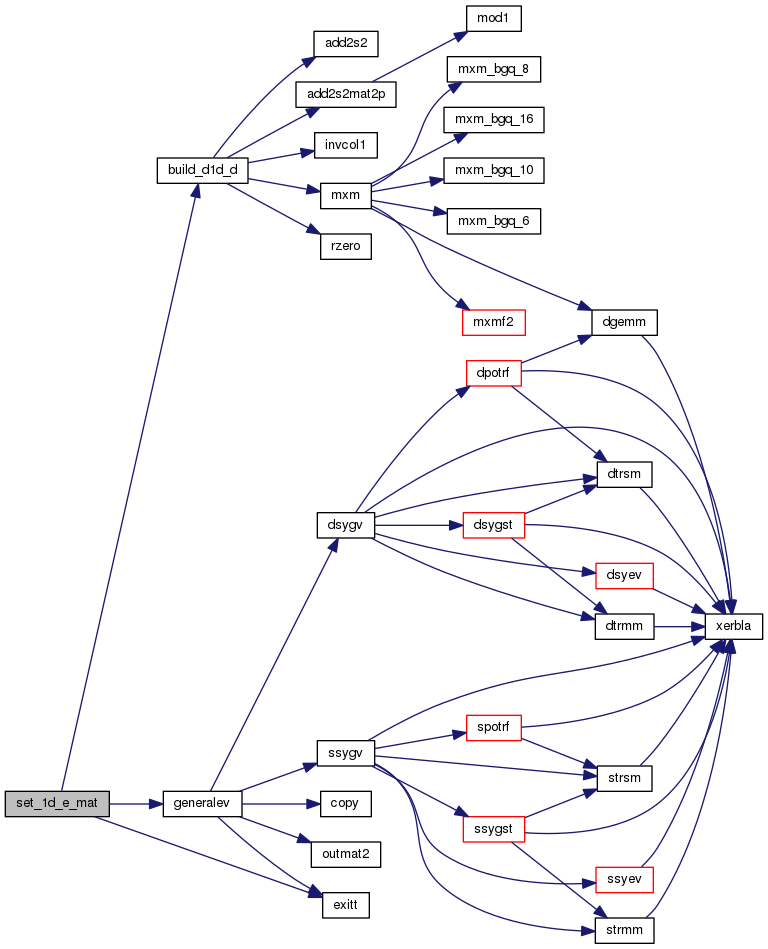 mod1
add2s2
mxm_bgq_8
add2s2mat2p
mxm_bgq_16
invcol1
build_d1d_d
mxm_bgq_10
mxm
mxm_bgq_6
rzero
mxmf2
dgemm
dpotrf
dtrsm
dsygv
dsygst
dsyev
dtrmm
xerbla
spotrf
ssygv
strsm
set_1d_e_mat
generalev
copy
ssygst
outmat2
ssyev
exitt
strmm